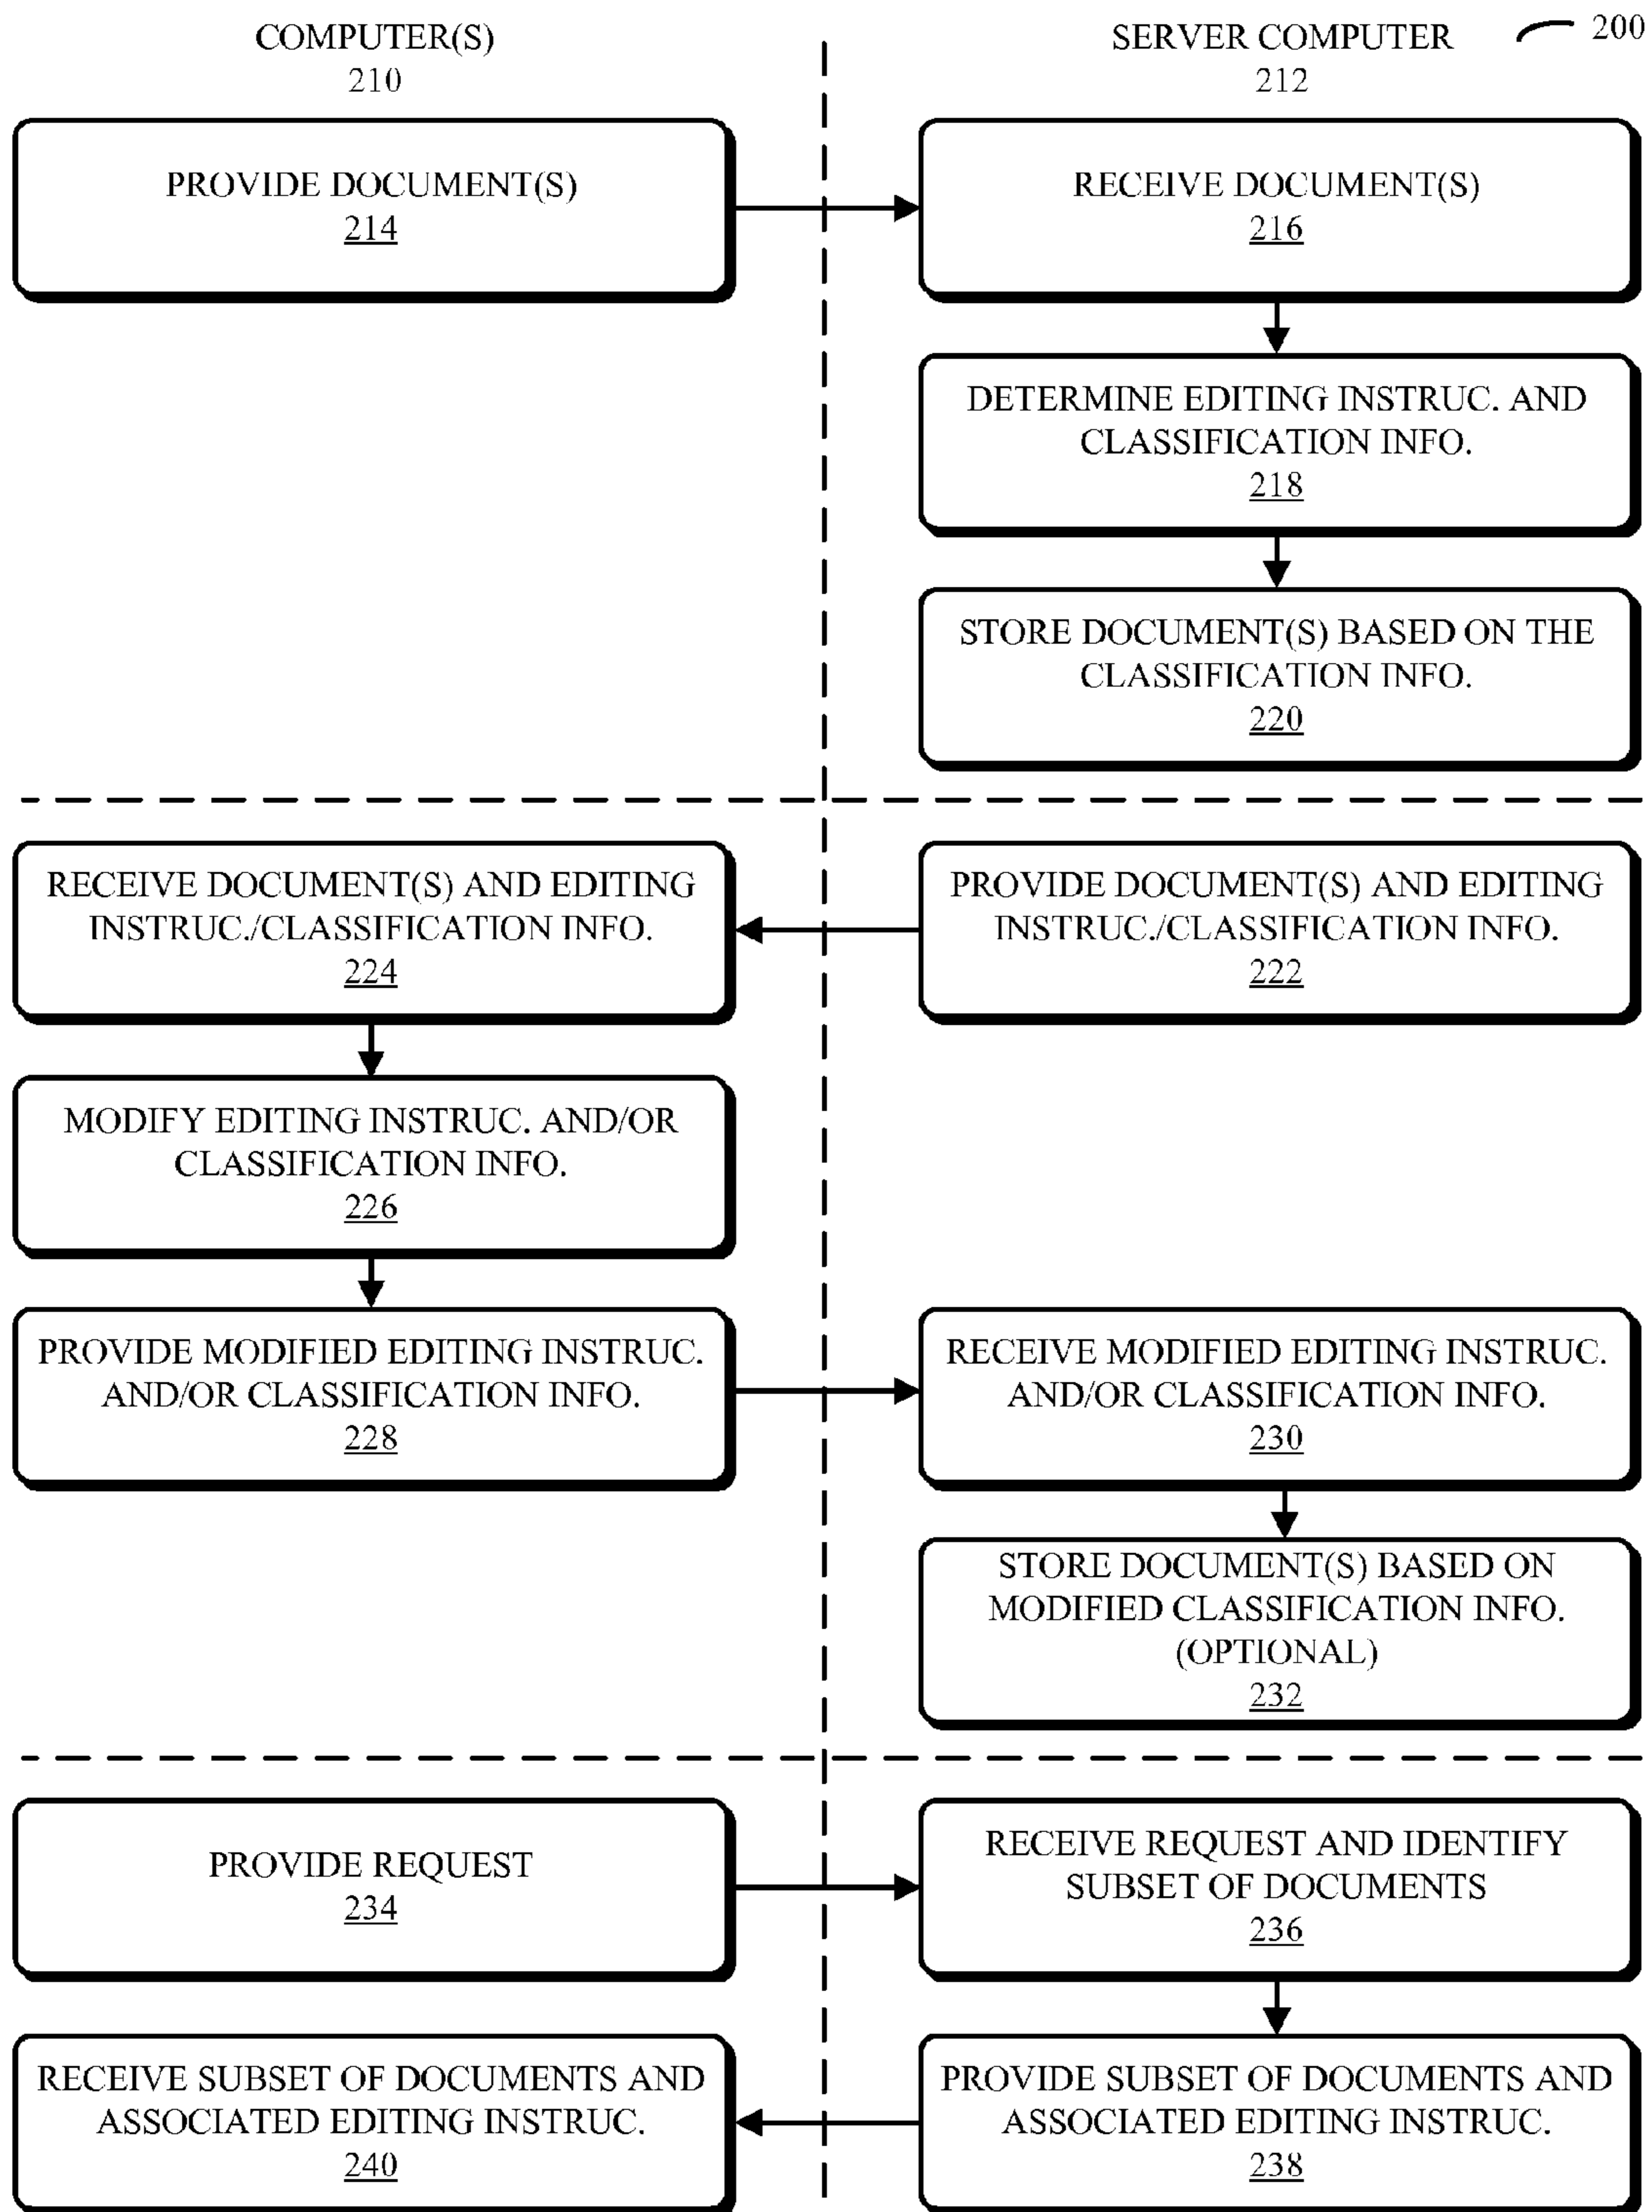 COMPUTER(S)
210
SERVER COMPUTER
212
200
PROVIDE DOCUMENT(S)
214
RECEIVE DOCUMENT(S)
216
DETERMINE EDITING INSTRUC. AND
CLASSIFICATION INFO.
218
STORE DOCUMENT(S) BASED ON THE
CLASSIFICATION INFO.
220
RECEIVE DOCUMENT(S) AND EDITING
INSTRUC./CLASSIFICATION INFO.
224
PROVIDE DOCUMENT(S) AND EDITING
INSTRUC./CLASSIFICATION INFO.
222
MODIFY EDITING INSTRUC. AND/OR
CLASSIFICATION INFO.
226
PROVIDE MODIFIED EDITING INSTRUC.
AND/OR CLASSIFICATION INFO.
228
RECEIVE MODIFIED EDITING INSTRUC.
AND/OR CLASSIFICATION INFO.
230
STORE DOCUMENT(S) BASED ON
MODIFIED CLASSIFICATION INFO.
(OPTIONAL)
232
PROVIDE REQUEST
234
RECEIVE REQUEST AND IDENTIFY
SUBSET OF DOCUMENTS
236
RECEIVE SUBSET OF DOCUMENTS AND
ASSOCIATED EDITING INSTRUC.
240
PROVIDE SUBSET OF DOCUMENTS AND
ASSOCIATED EDITING INSTRUC.
238